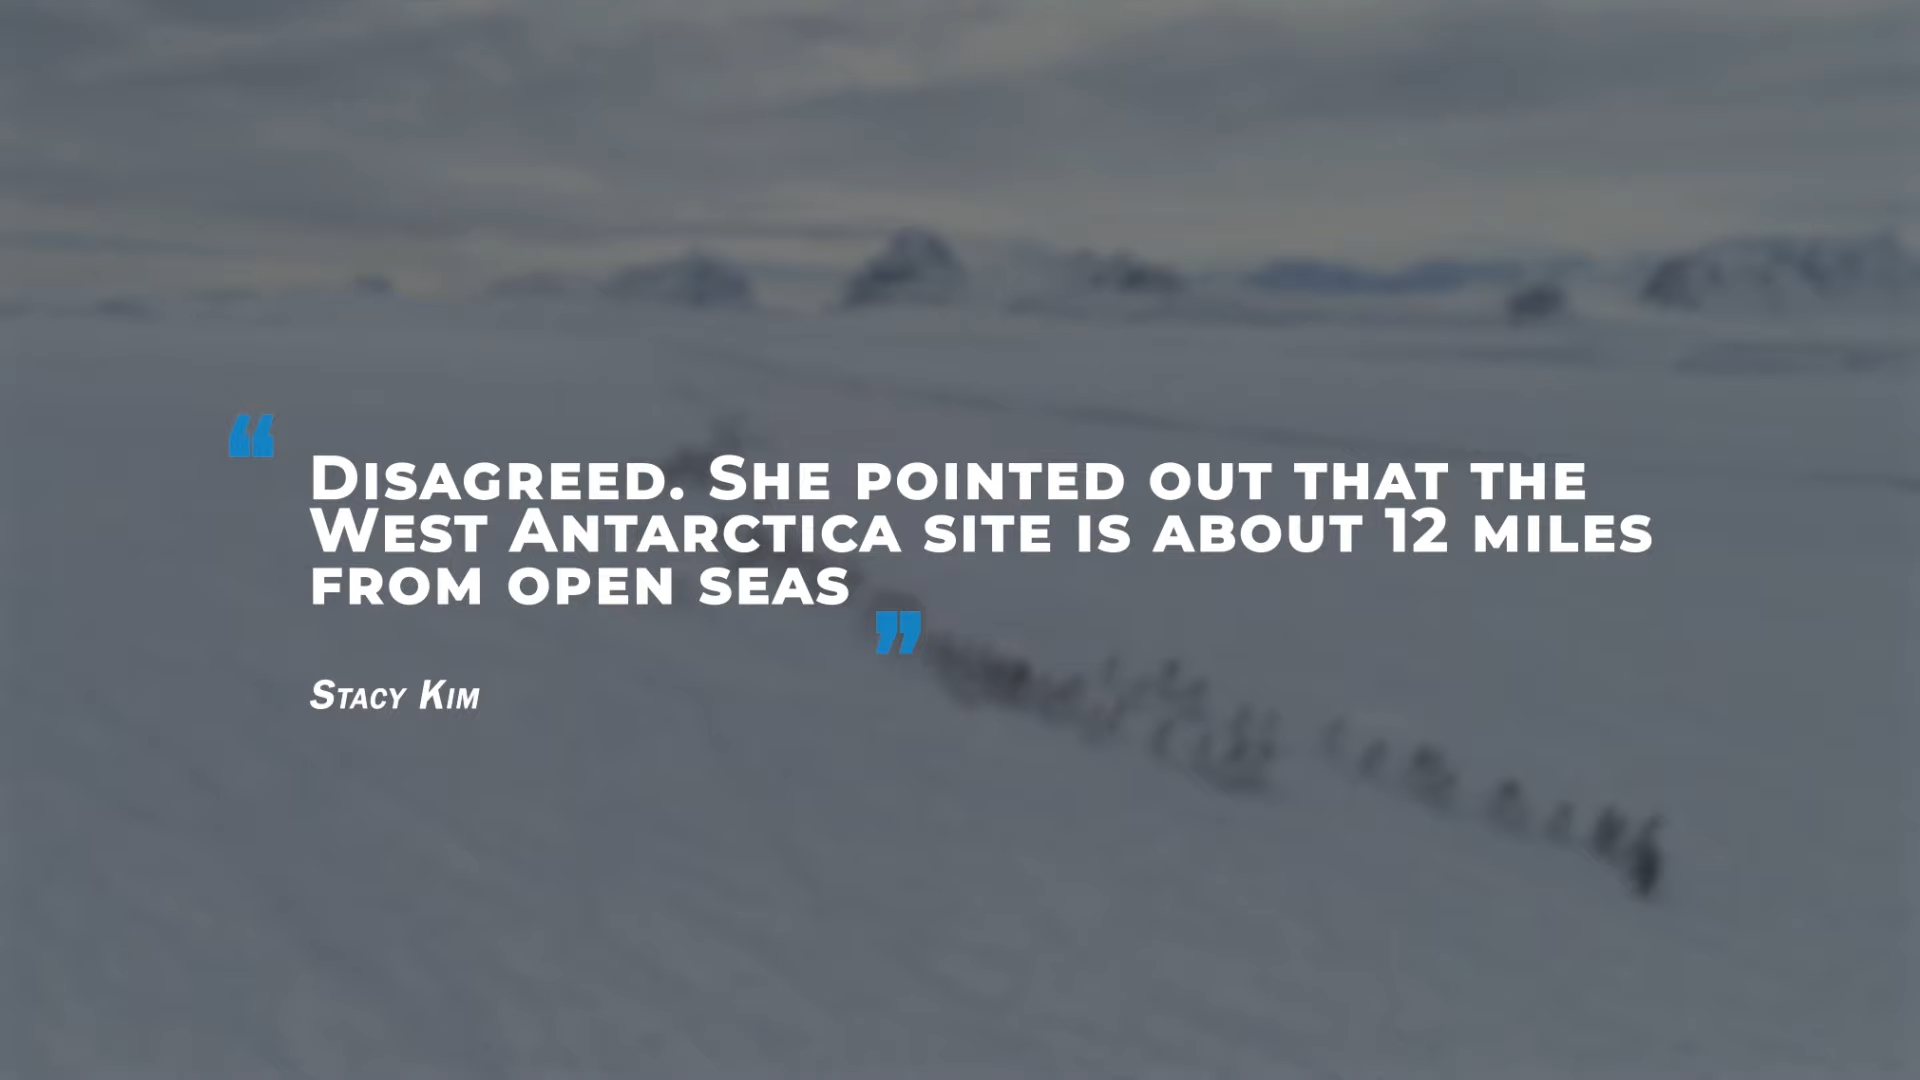 “
Disagreed. She pointed out that the
West Antarctica site is about 12 miles
from open seas
”
Stacy Kim